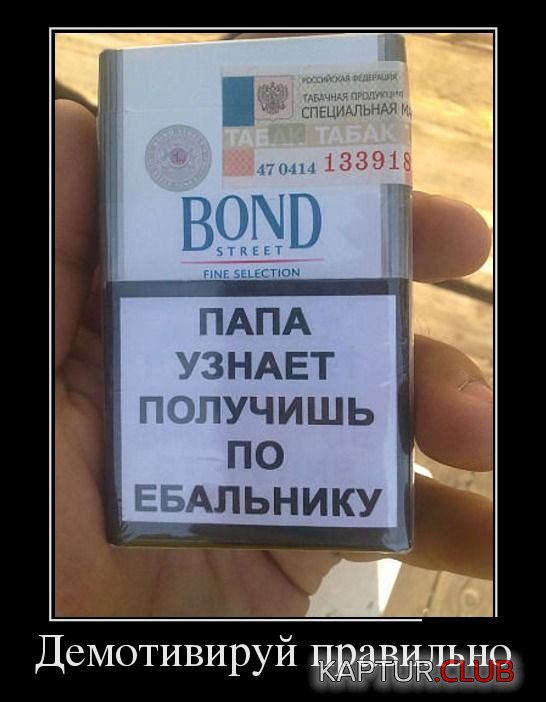 РОССИЙСКАЯ ФЕДЕРАЦИЯ
ТАБАЧНАЯ ПРОДУКЦИЯ
СПЕЦИАЛЬНАЯ
ТАБАК ТАБАК
47 0414 133918
BOND
STREET
FINE SELECTION
ПАПА
УЗНАЕТ
ПОЛУЧИШЬ
ПО
ЕБАЛЬНИКУ
Демотивируй правильно
KAPTUR.CLUB